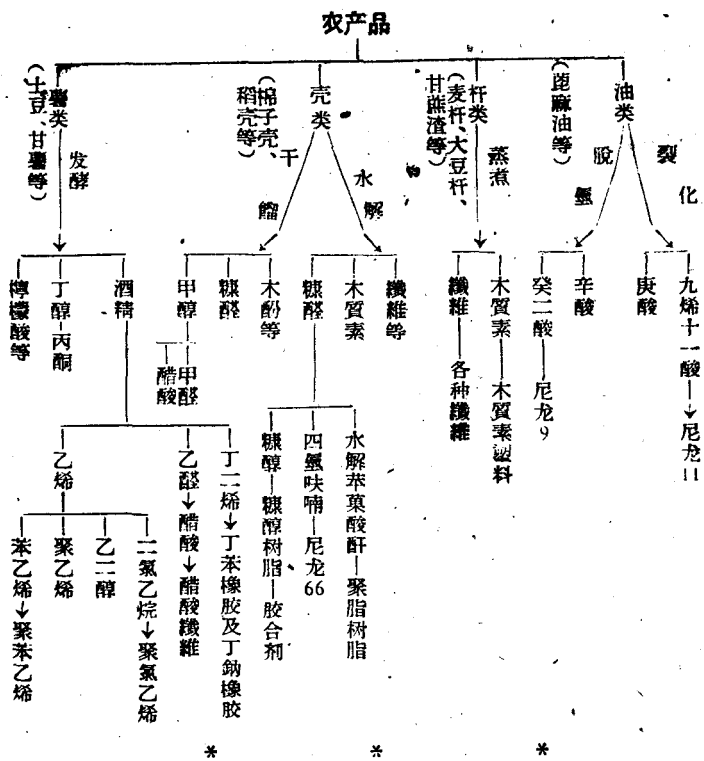 农产品
薯类
(土豆、甘薯等)
发酵
壳类
(棉子壳、
稻壳等)
干馏
水解
杆类
(麦杆、大豆杆、
甘蔗渣等)
蒸煮
油类
(蓖麻油等)
脱氢
裂化
檸檬酸等
丁醇-丙酮
酒精
甲醇
醋酸
甲醛
糠醛
木酚等
糠醛
木質素
纖維等
纖維—各种纖維
木質素—木質素塑料
癸二酸—尼龙9
辛酸
庚酸
九烯十一酸→尼龙11
乙烯
乙醛→醋酸→醋酸纖維
丁二烯→丁苯橡胶及丁鈉橡胶
糠醇—糠醇树脂—胶合剂
四氫呋喃—尼龙66
水解苹菓酸酐—聚脂树脂
苯乙烯→聚苯乙烯
聚乙烯
乙二醇
二氯乙烷→聚氯乙烯
* * *